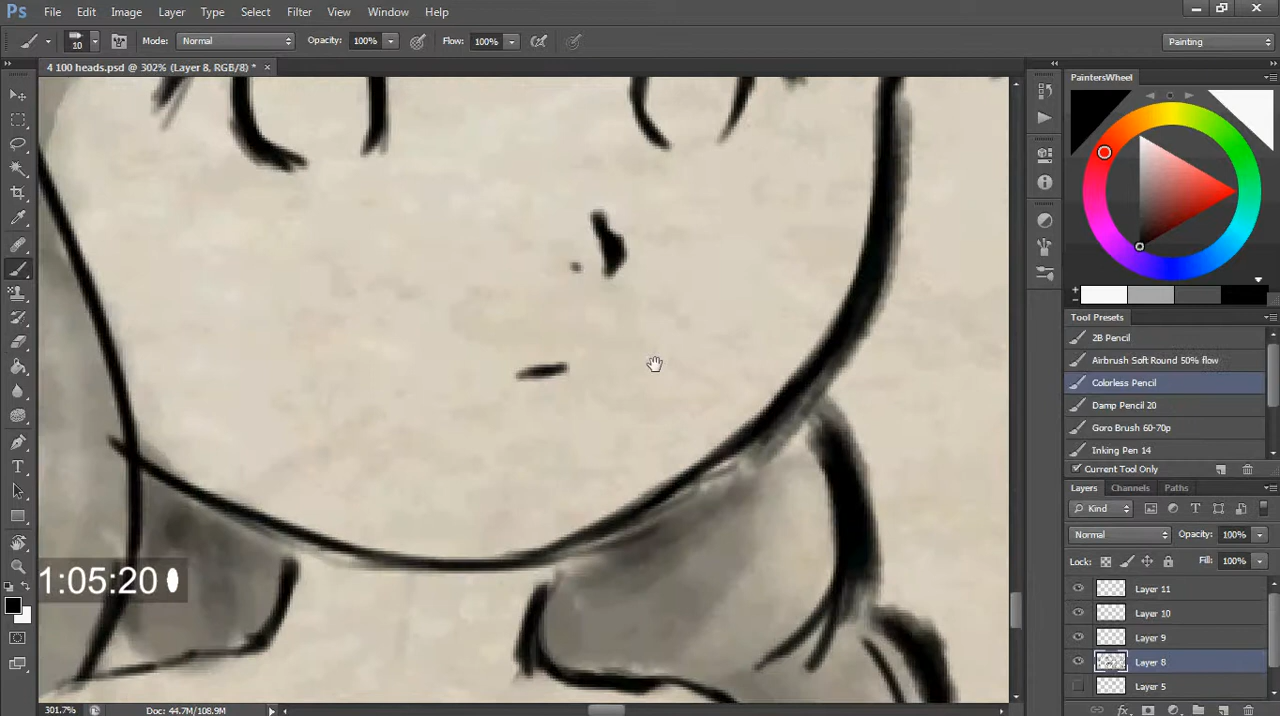 Ps File Edit Image Layer Type Select Filter View Window Help
10 Mode: Normal Opacity: 100% Flow: 100% Painting
4 100 heads.psd @ 302% (Layer 8, RGB/8) * ×
PaintersWheel
Tool Presets
2B Pencil
Airbrush Soft Round 50% flow
Colorless Pencil
Damp Pencil 20
Goro Brush 60-70p
Inking Pen 14
Current Tool Only
Layers Channels Paths
Kind
Normal Opacity: 100%
Lock: Fill: 100%
Layer 11
Layer 10
Layer 9
Layer 8
Layer 5
1:05:20
301.7% Doc: 44.7M/108.9M